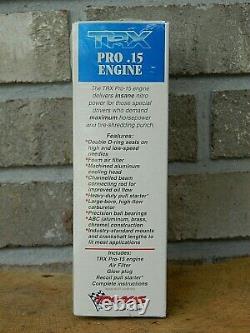 TRX
PRO .15
ENGINE
The TRX Pro-15 engine
delivers insane nitro
power for those special
drivers who demand
maximum horsepower
and tire-shredding punch
Features:
*Double O-ring seals on
high and low-speed
needles
*Foam air filter
*Machined aluminum
cooling head
*Channelled beam
connecting rod for
improved oil flow
*Heavy-duty pull starter*
*Large-bore, high-flow
carburetor
*Precision ball bearings
*ABC (aluminum, brass,
chrome) construction
*Industry-standard mounts
and crankshaft lengths to
fit most applications
Includes:
TRX Pro-15 engine
Air Filter
Glow plug
Recoil pull starter*
Complete instructions
TRAXXAS